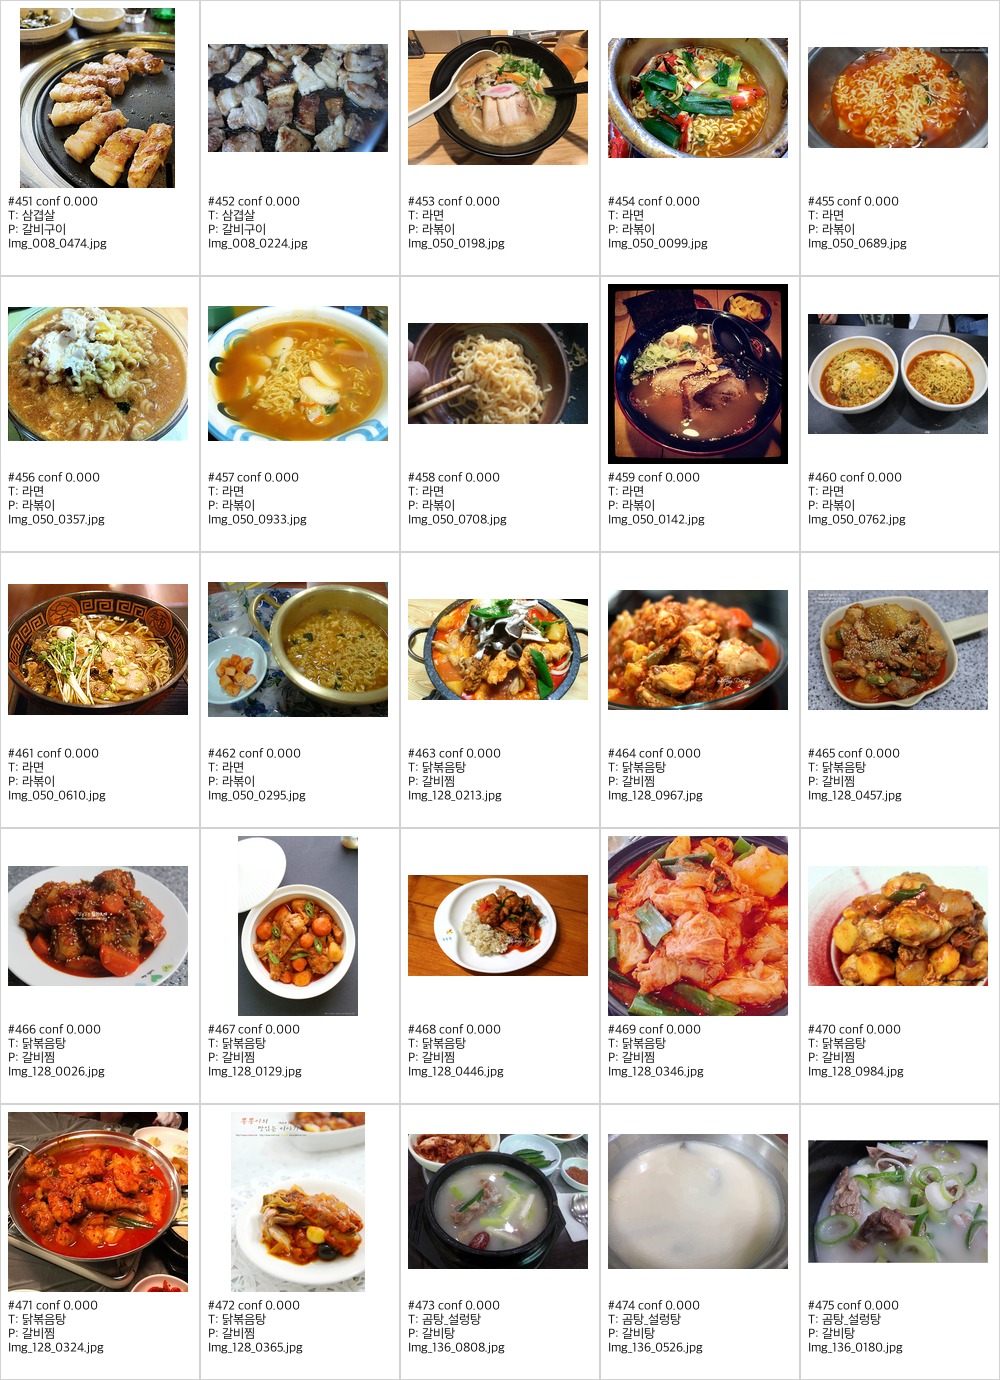 #451 conf 0.000
T: 삼겹살
P: 갈비구이
Img_008_0474.jpg
#452 conf 0.000
T: 삼겹살
P: 갈비구이
Img_008_0224.jpg
#453 conf 0.000
T: 라면
P: 라볶이
Img_050_0198.jpg
#454 conf 0.000
T: 라면
P: 라볶이
Img_050_0099.jpg
#455 conf 0.000
T: 라면
P: 라볶이
Img_050_0689.jpg
#456 conf 0.000
T: 라면
P: 라볶이
Img_050_0357.jpg
#457 conf 0.000
T: 라면
P: 라볶이
Img_050_0933.jpg
#458 conf 0.000
T: 라면
P: 라볶이
Img_050_0708.jpg
#459 conf 0.000
T: 라면
P: 라볶이
Img_050_0142.jpg
#460 conf 0.000
T: 라면
P: 라볶이
Img_050_0762.jpg
#461 conf 0.000
T: 라면
P: 라볶이
Img_050_0610.jpg
#462 conf 0.000
T: 라면
P: 라볶이
Img_050_0295.jpg
#463 conf 0.000
T: 닭볶음탕
P: 갈비찜
Img_128_0213.jpg
#464 conf 0.000
T: 닭볶음탕
P: 갈비찜
Img_128_0967.jpg
#465 conf 0.000
T: 닭볶음탕
P: 갈비찜
Img_128_0457.jpg
#466 conf 0.000
T: 닭볶음탕
P: 갈비찜
Img_128_0026.jpg
#467 conf 0.000
T: 닭볶음탕
P: 갈비찜
Img_128_0129.jpg
#468 conf 0.000
T: 닭볶음탕
P: 갈비찜
Img_128_0446.jpg
#469 conf 0.000
T: 닭볶음탕
P: 갈비찜
Img_128_0346.jpg
#470 conf 0.000
T: 닭볶음탕
P: 갈비찜
Img_128_0984.jpg
#471 conf 0.000
T: 닭볶음탕
P: 갈비찜
Img_128_0324.jpg
#472 conf 0.000
T: 닭볶음탕
P: 갈비찜
Img_128_0365.jpg
#473 conf 0.000
T: 곰탕_설렁탕
P: 갈비탕
Img_136_0808.jpg
#474 conf 0.000
T: 곰탕_설렁탕
P: 갈비탕
Img_136_0526.jpg
#475 conf 0.000
T: 곰탕_설렁탕
P: 갈비탕
Img_136_0180.jpg